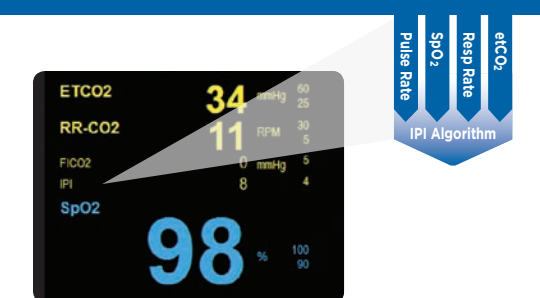 Pulse Rate
SpO₂
Resp Rate
etCO₂
IPI Algorithm
ETCO2 34 mmHg 60 25
RR-CO2 11 RPM 30 5
FICO2 0 mmHg 5
IPI 8 4
SpO2
98 % 100 90